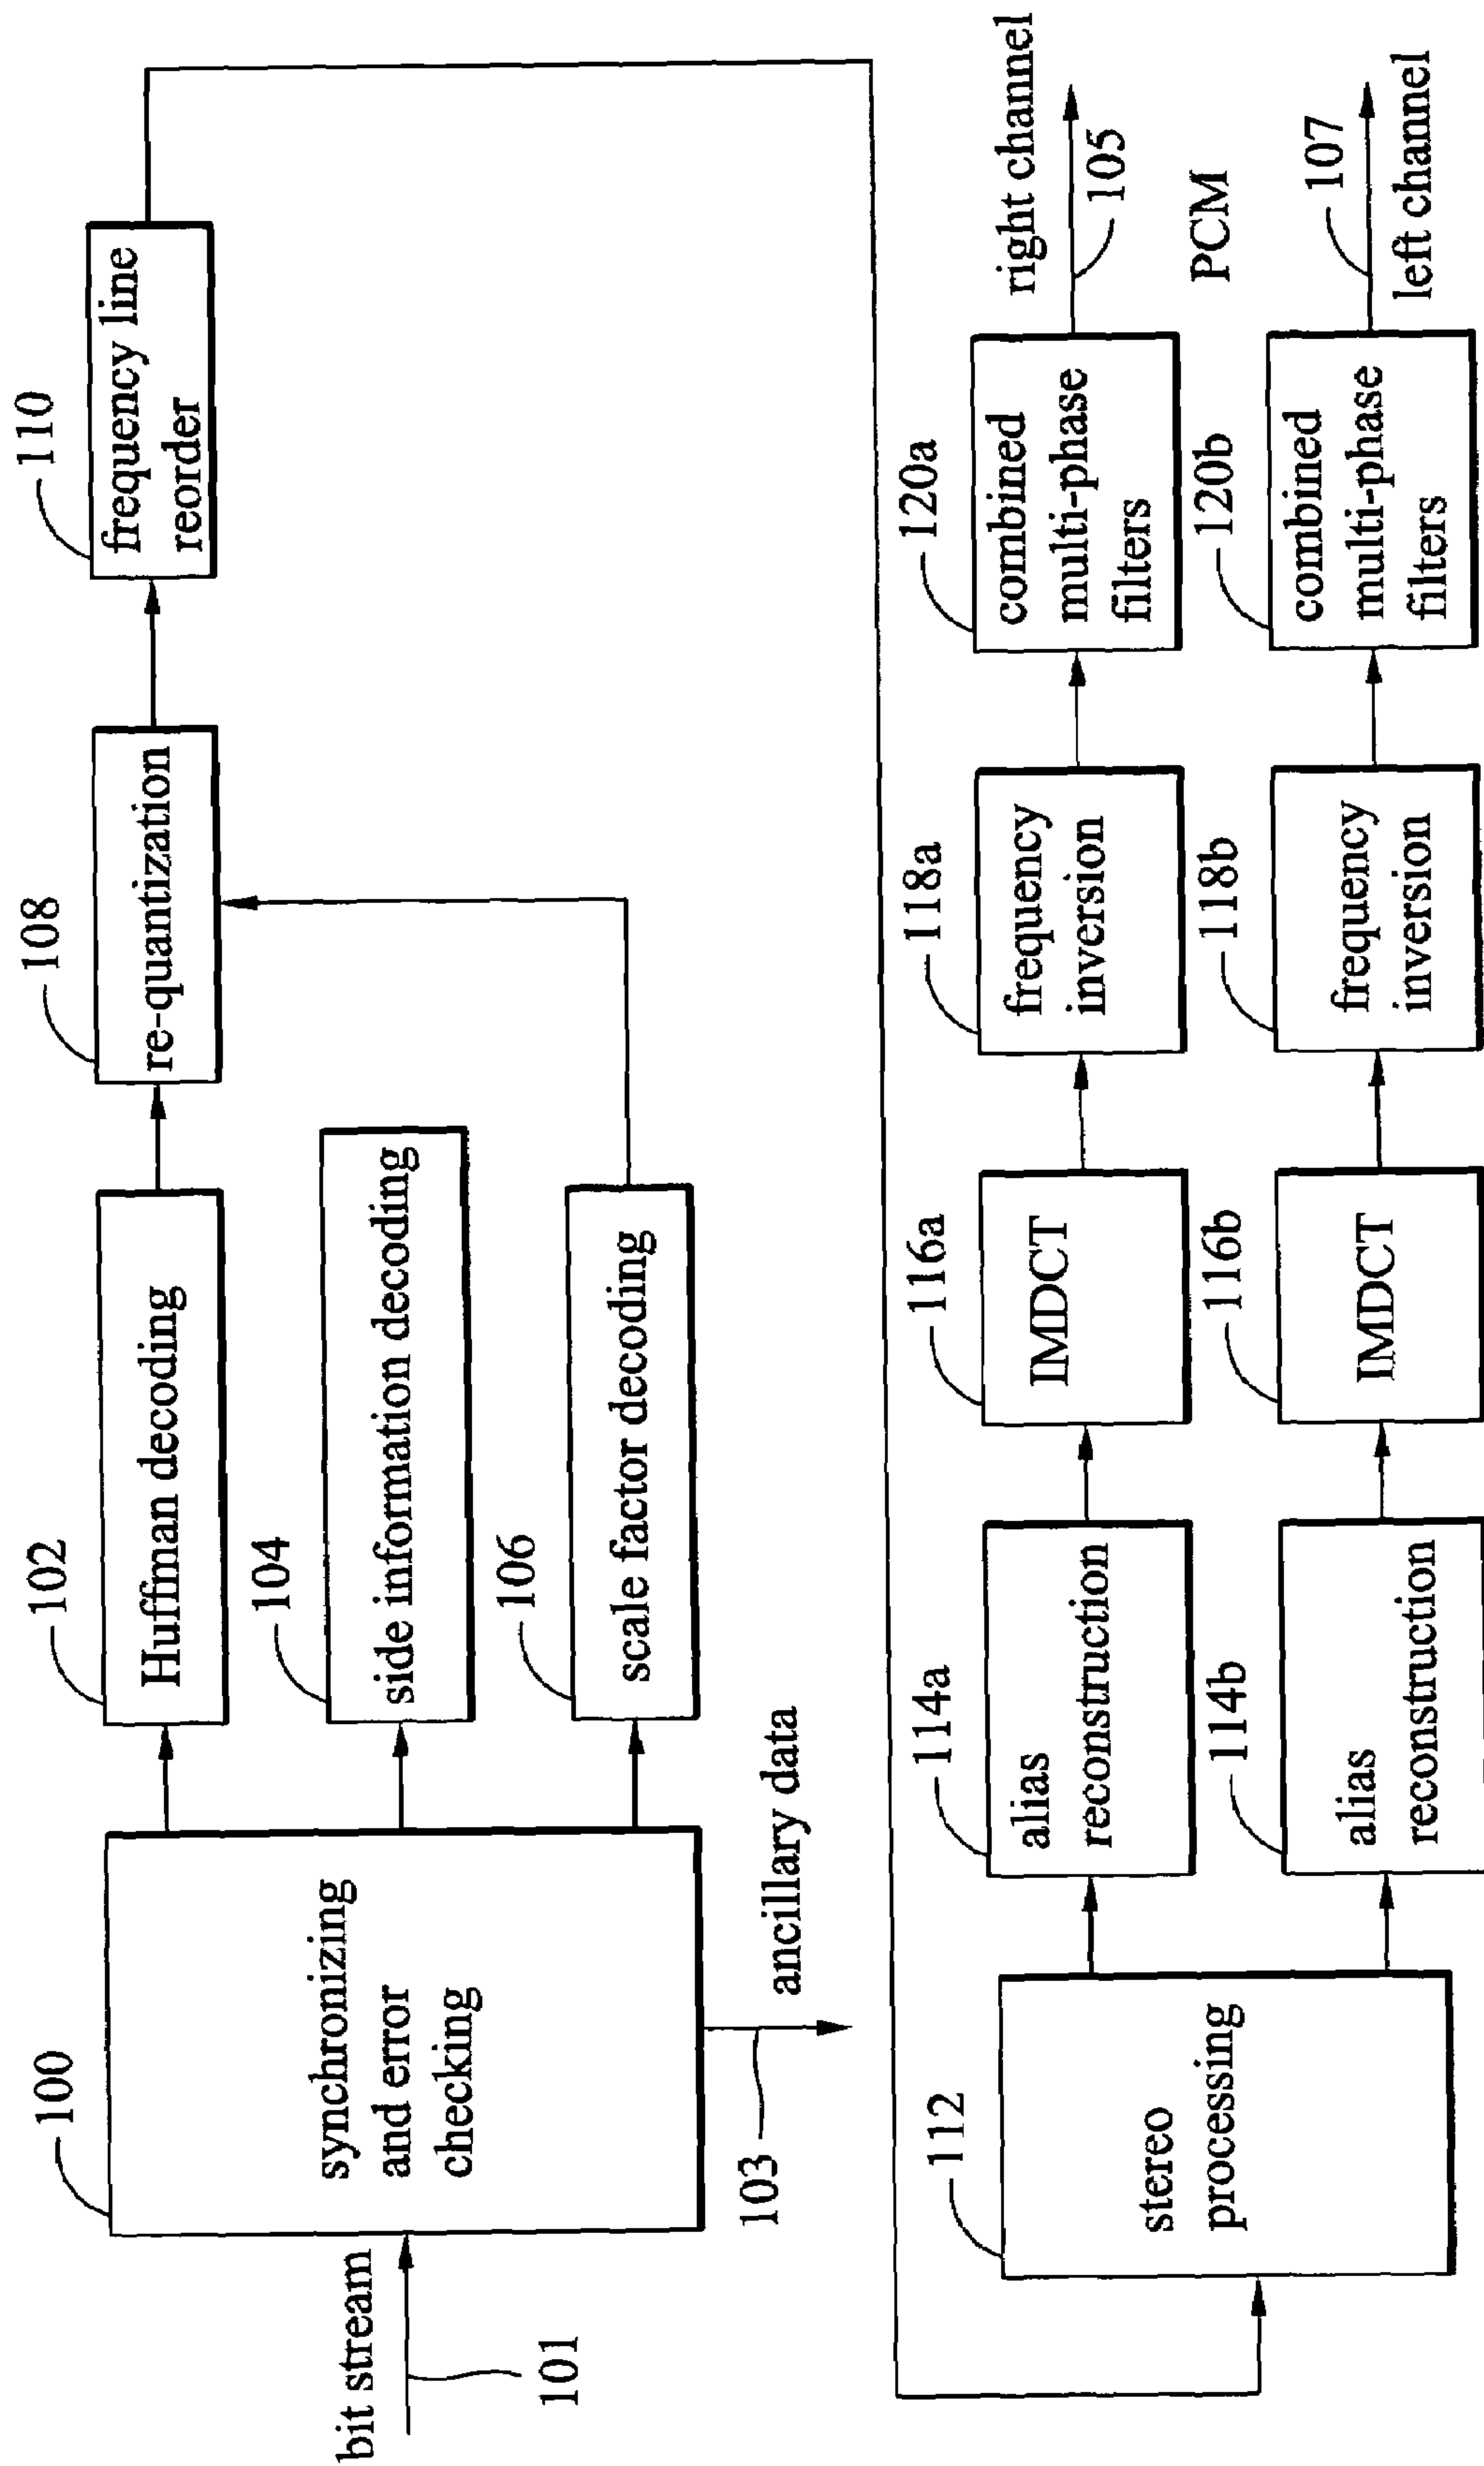 bit stream
101
100
synchronizing
and error
checking
103
ancillary data
102
Huffman decoding
104
side information decoding
106
scale factor decoding
108
re-quantization
110
frequency line
reorder
112
stereo
processing
114a
alias
reconstruction
116a
IMDCT
118a
frequency
inversion
120a
combined
multi-phase
filters
right channel
105
PCM
114b
alias
reconstruction
116b
IMDCT
118b
frequency
inversion
120b
combined
multi-phase
filters
107
left channel